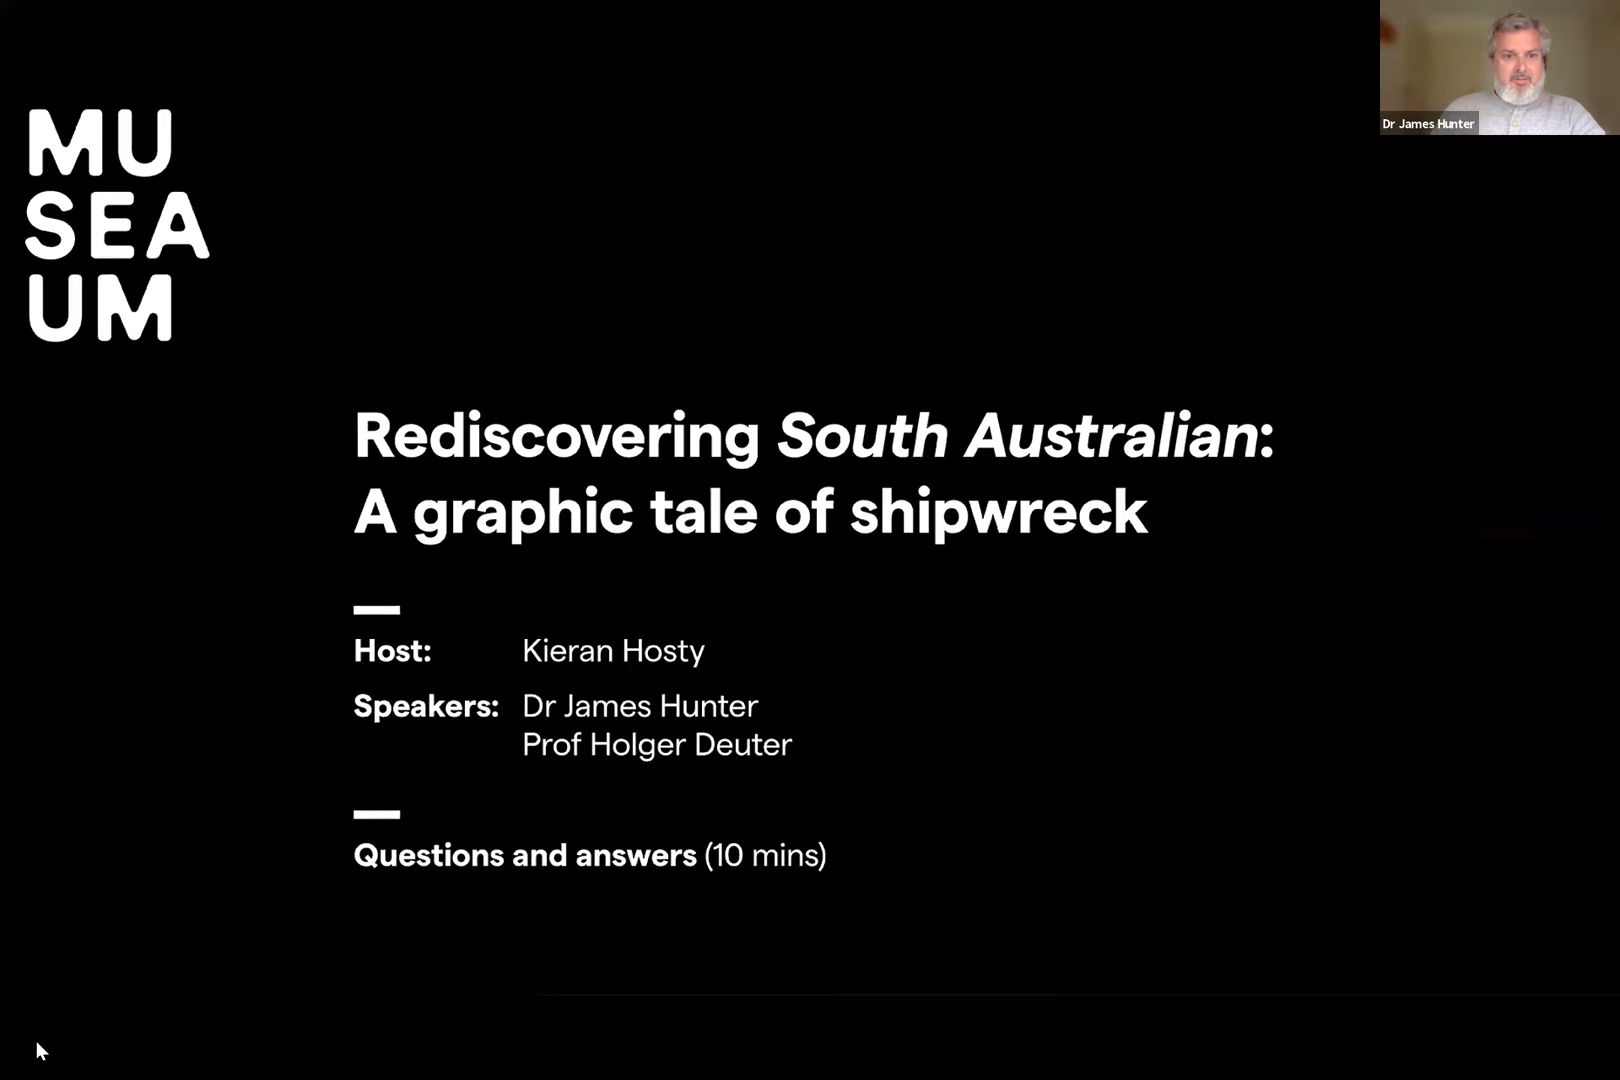 MU
SEA
UM
Dr James Hunter
Rediscovering South Australian:
A graphic tale of shipwreck
Host: Kieran Hosty
Speakers: Dr James Hunter
Prof Holger Deuter
Questions and answers (10 mins)